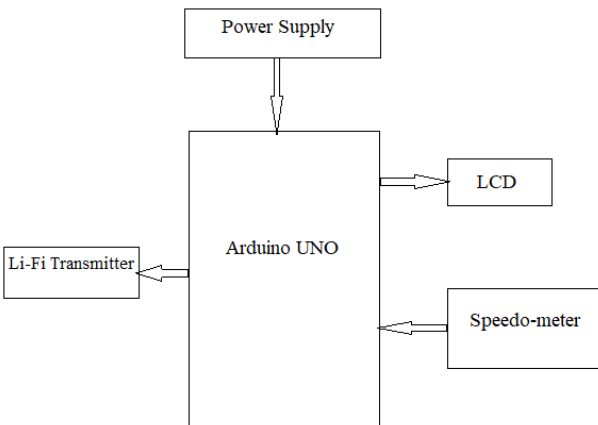 Power Supply
LCD
Arduino UNO
Li-Fi Transmitter
Speedo-meter